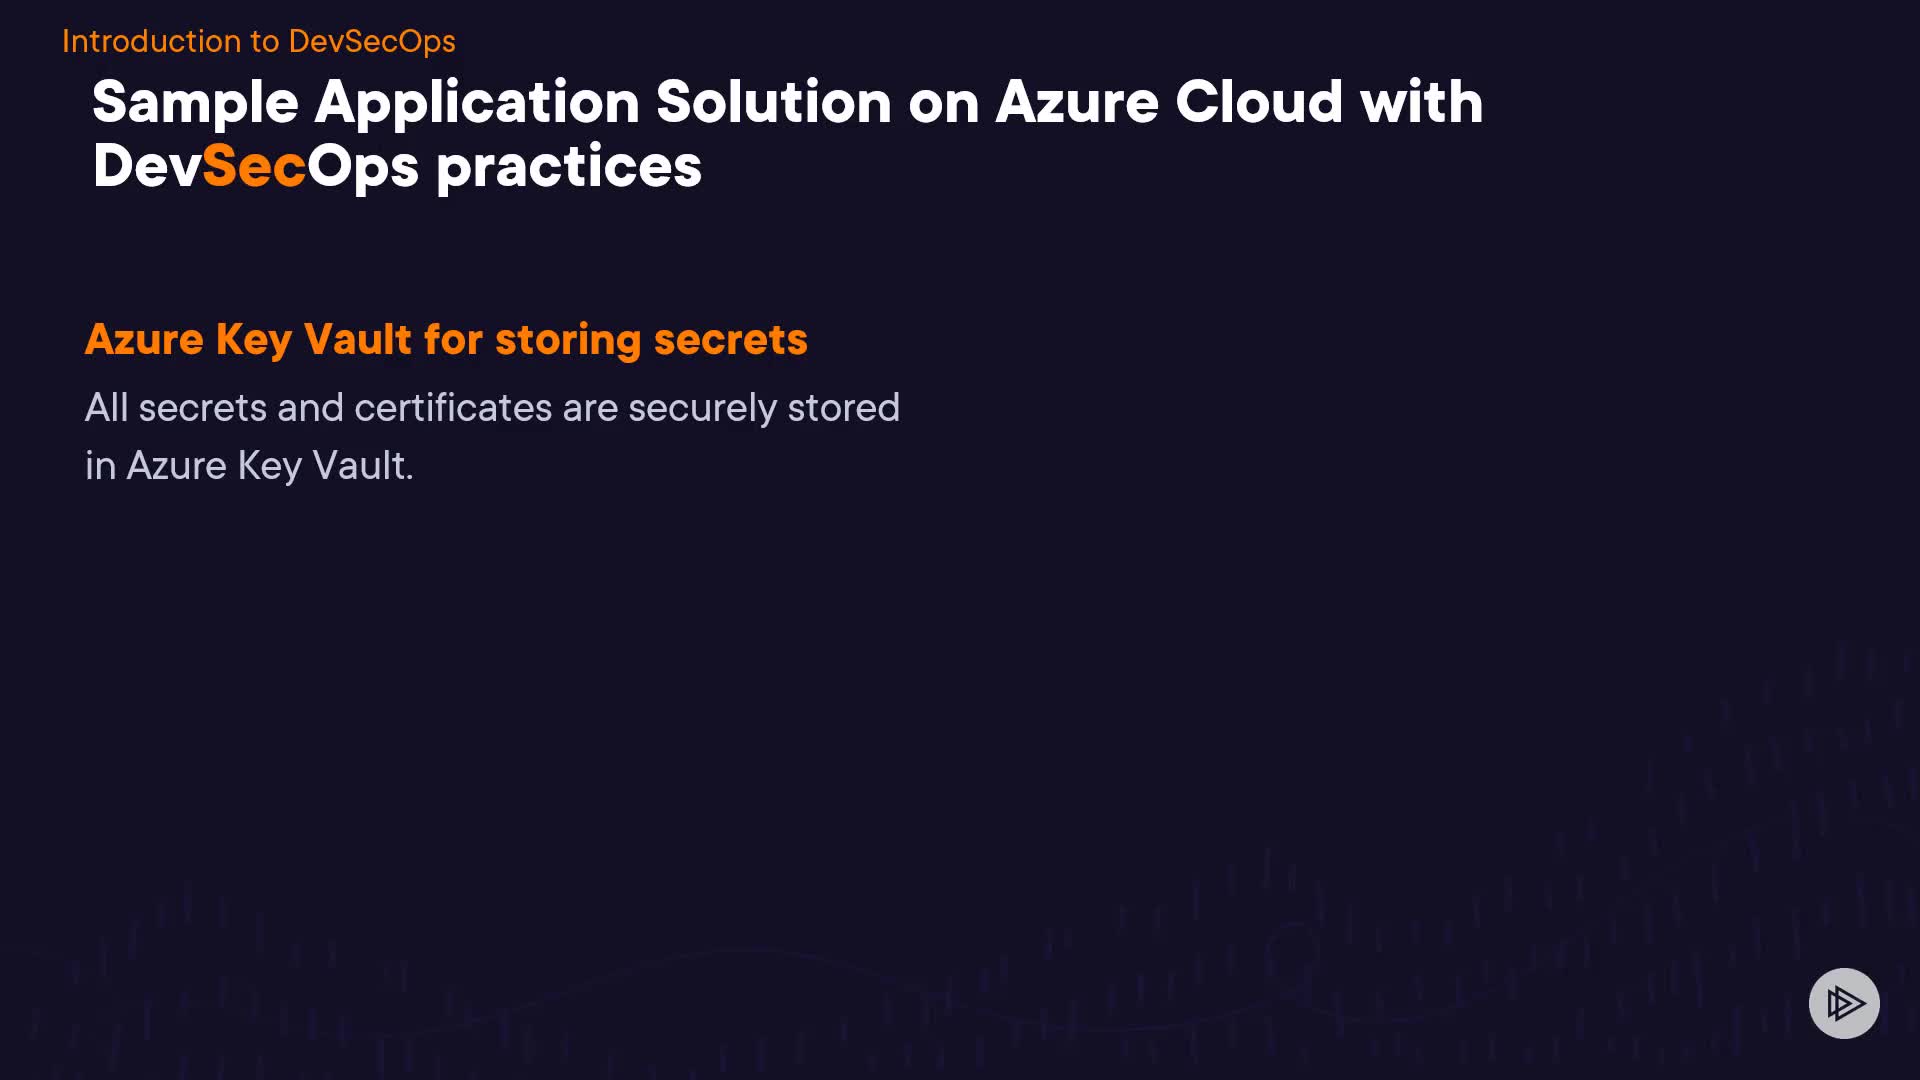 Introduction to DevSecOps
Sample Application Solution on Azure Cloud with
DevSecOps practices
Azure Key Vault for storing secrets
All secrets and certificates are securely stored
in Azure Key Vault.